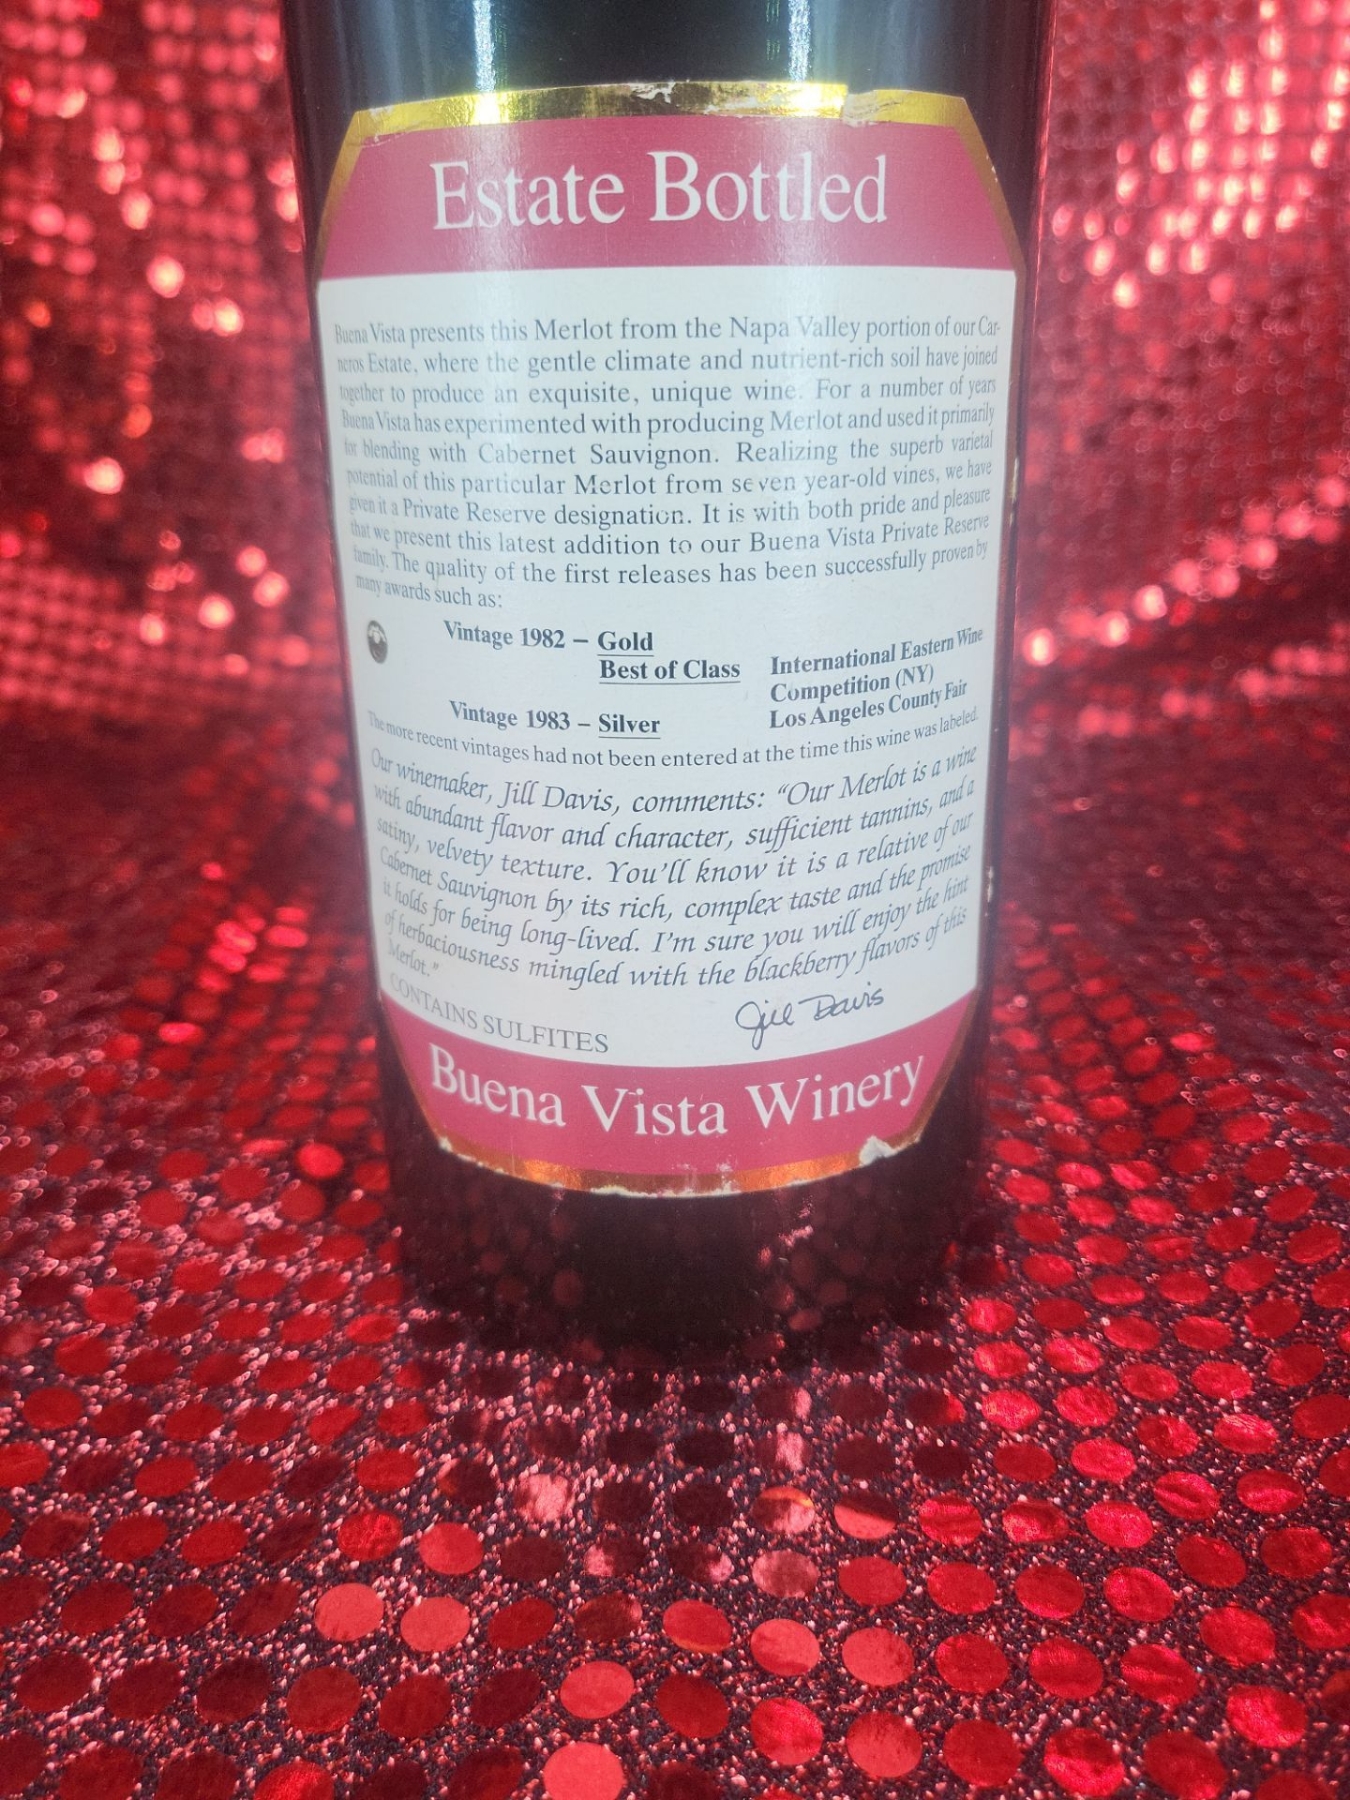 Estate Bottled
Buena Vista presents this Merlot from the Napa Valley portion of our Car-
neros Estate, where the gentle climate and nutrient-rich soil have joined
together to produce an exquisite, unique wine. For a number of years
Buena Vista has experimented with producing Merlot and used it primarily
for blending with Cabernet Sauvignon. Realizing the superb varietal
potential of this particular Merlot from seven year-old vines, we have
given it a Private Reserve designation. It is with both pride and pleasure
that we present this latest addition to our Buena Vista Private Reserve
family. The quality of the first releases has been successfully proven by
many awards such as:
Vintage 1982 – Gold
Best of Class
International Eastern Wine
Competition (NY)
Vintage 1983 – Silver
Los Angeles County Fair
The more recent vintages had not been entered at the time this wine was labeled.
Our winemaker, Jill Davis, comments: “Our Merlot is a wine
with abundant flavor and character, sufficient tannins, and a
satiny, velvety texture. You’ll know it is a relative of our
Cabernet Sauvignon by its rich, complex taste and the promise
it holds for being long-lived. I’m sure you will enjoy the hint
of herbaciousness mingled with the blackberry flavors of this
Merlot.”
Jill Davis
CONTAINS SULFITES
Buena Vista Winery